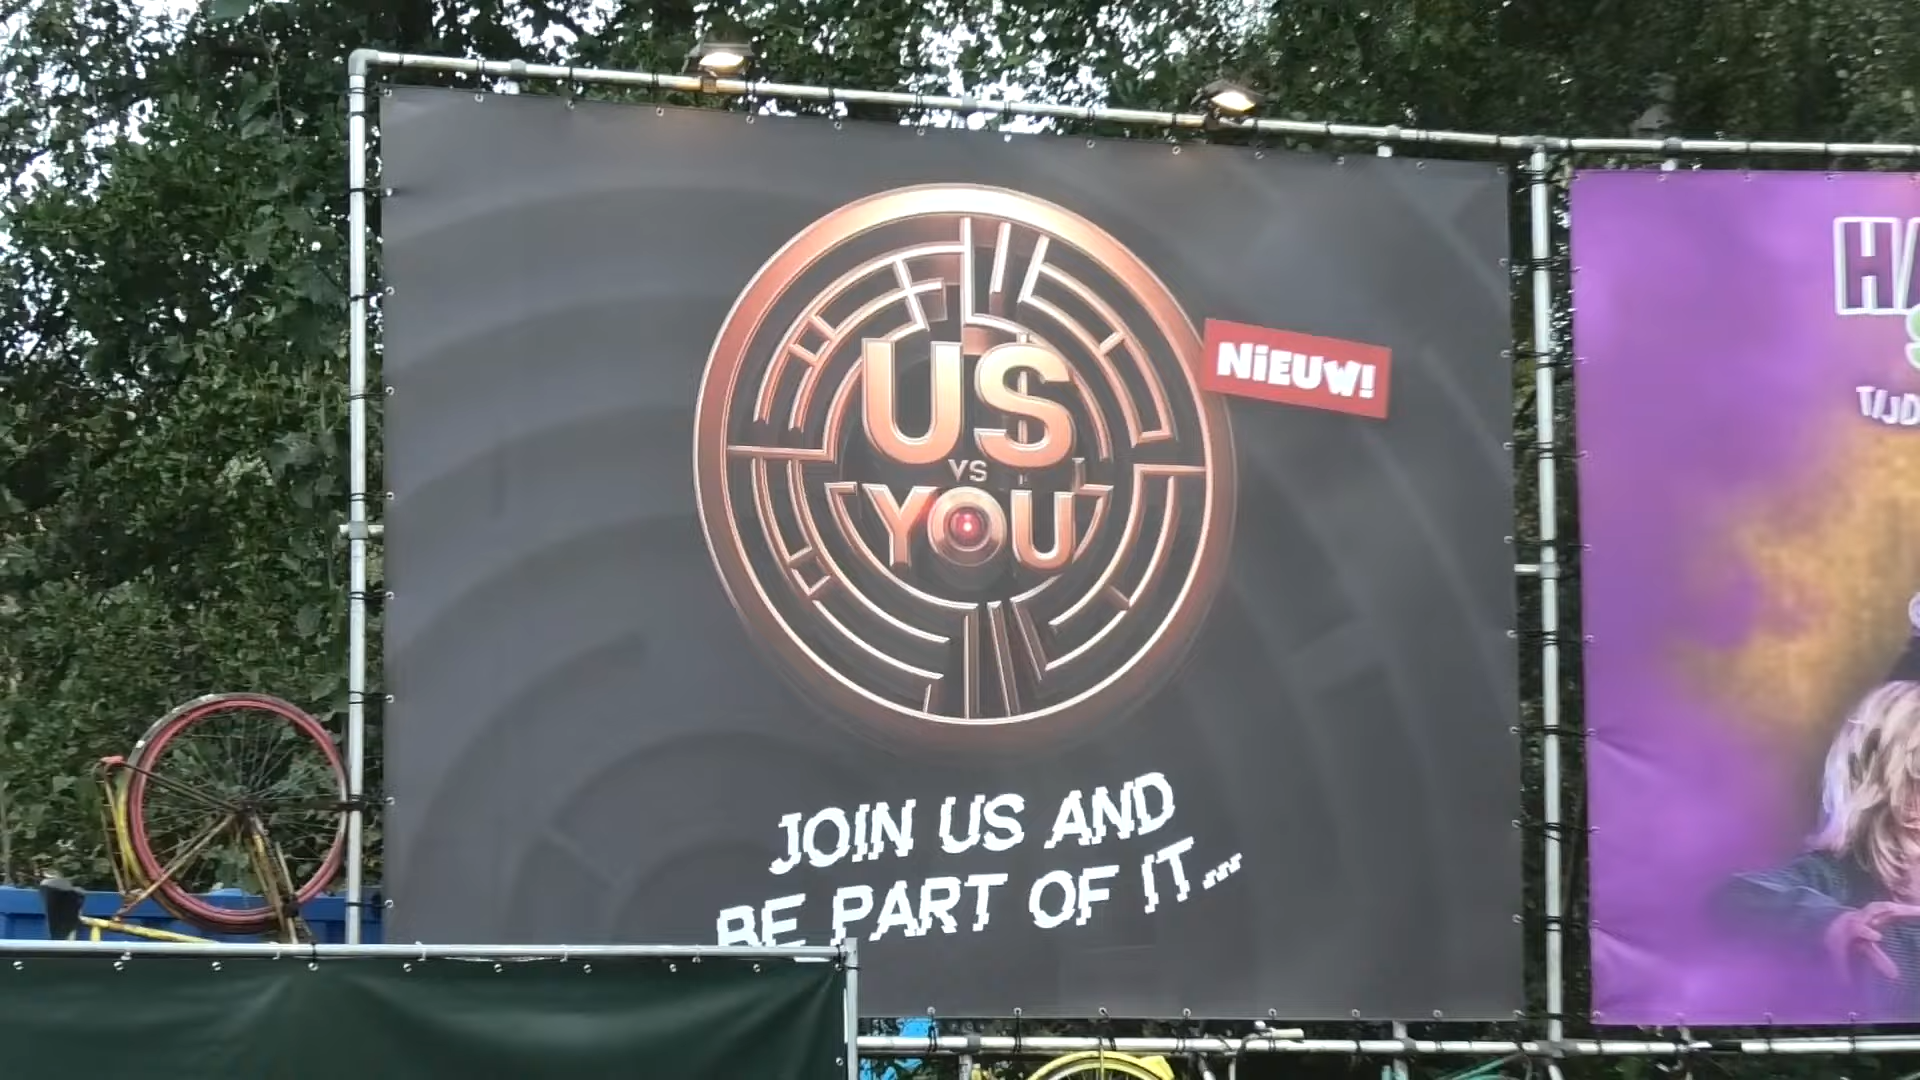 US
VS
YOU
NiEUW!
JOIN US AND
BE PART OF IT...